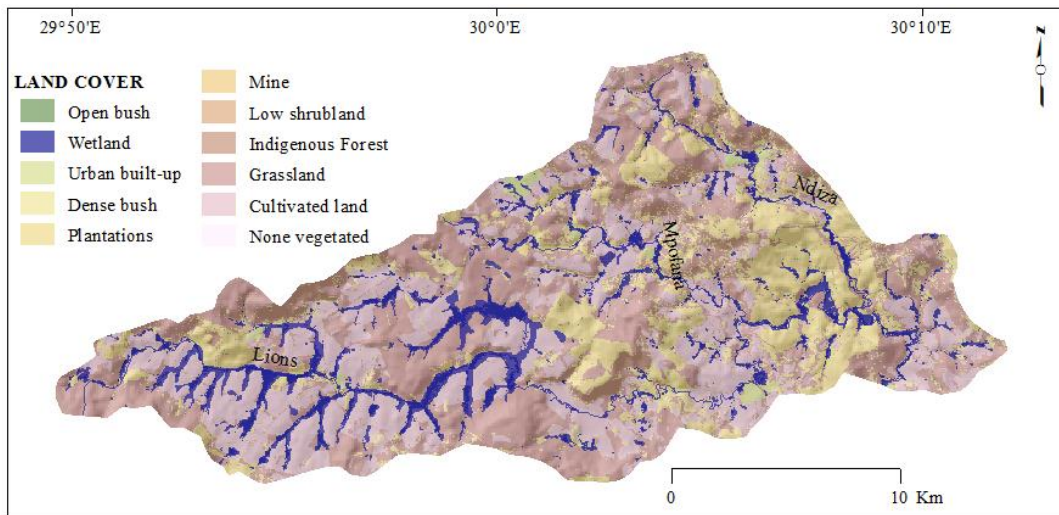 29°50'E
30°0'E
30°10'E
LAND COVER
Open bush
Wetland
Urban built-up
Dense bush
Plantations
Mine
Low shrubland
Indigenous Forest
Grassland
Cultivated land
None vegetated
z
Ndiza
Mpofana
Lions
0
10 Km